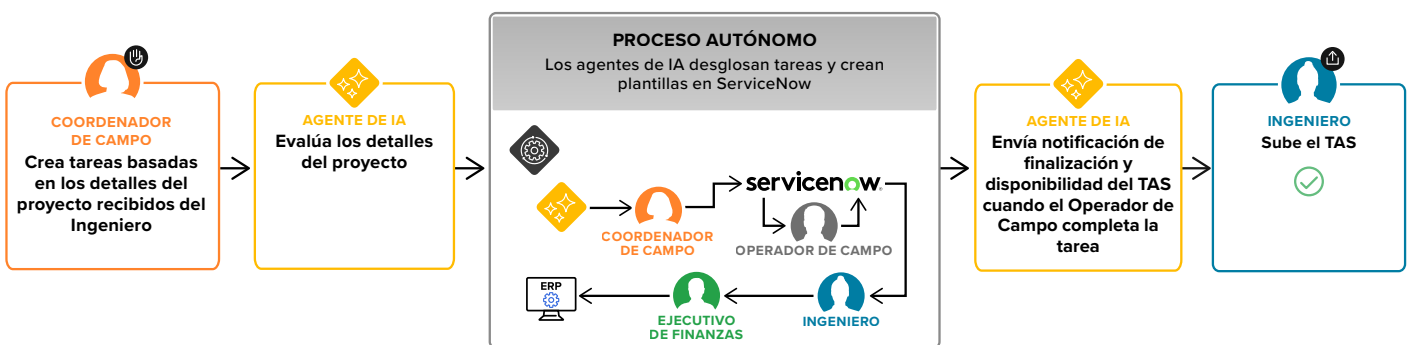 COORDENADOR
DE CAMPO
Crea tareas basadas
en los detalles del
proyecto recibidos del
Ingeniero
AGENTE DE IA
Evalúa los detalles
del proyecto
PROCESO AUTÓNOMO
Los agentes de IA desglosan tareas y crean
plantillas en ServiceNow
servicenow
COORDENADOR
DE CAMPO
OPERADOR DE CAMPO
ERP
EJECUTIVO
DE FINANZAS
INGENIERO
AGENTE DE IA
Envía notificación de
finalización y
disponibilidad del TAS
cuando el Operador de
Campo completa la
tarea
INGENIERO
Sube el TAS